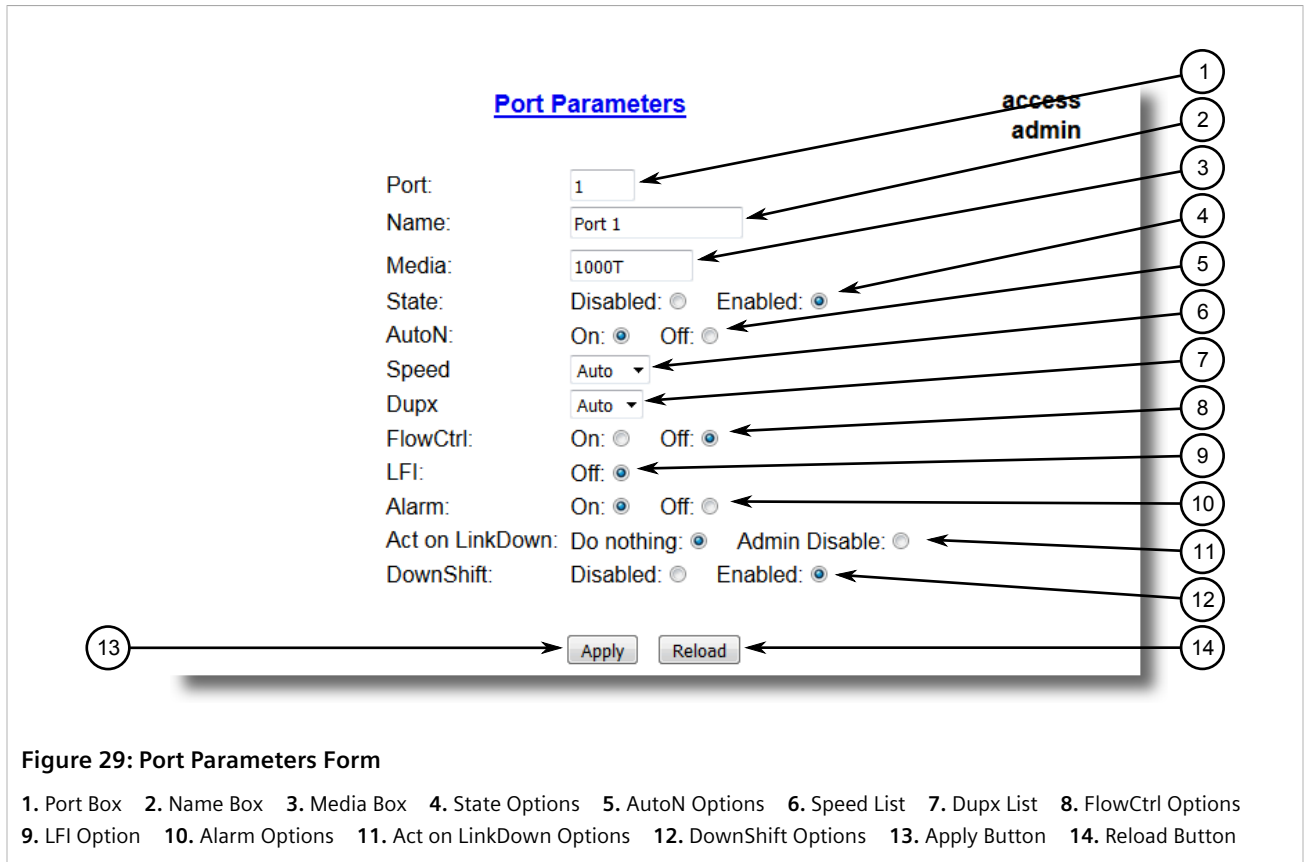 Port Parameters
access
admin
Port: 1
Name: Port 1
Media: 1000T
State: Disabled: Enabled:
AutoN: On: Off:
Speed Auto
Dupx Auto
FlowCtrl: On: Off:
LFI: Off:
Alarm: On: Off:
Act on LinkDown: Do nothing: Admin Disable:
DownShift: Disabled: Enabled:
Apply Reload
1
2
3
4
5
6
7
8
9
10
11
12
13
14
Figure 29: Port Parameters Form
1. Port Box 2. Name Box 3. Media Box 4. State Options 5. AutoN Options 6. Speed List 7. Dupx List 8. FlowCtrl Options
9. LFI Option 10. Alarm Options 11. Act on LinkDown Options 12. DownShift Options 13. Apply Button 14. Reload Button